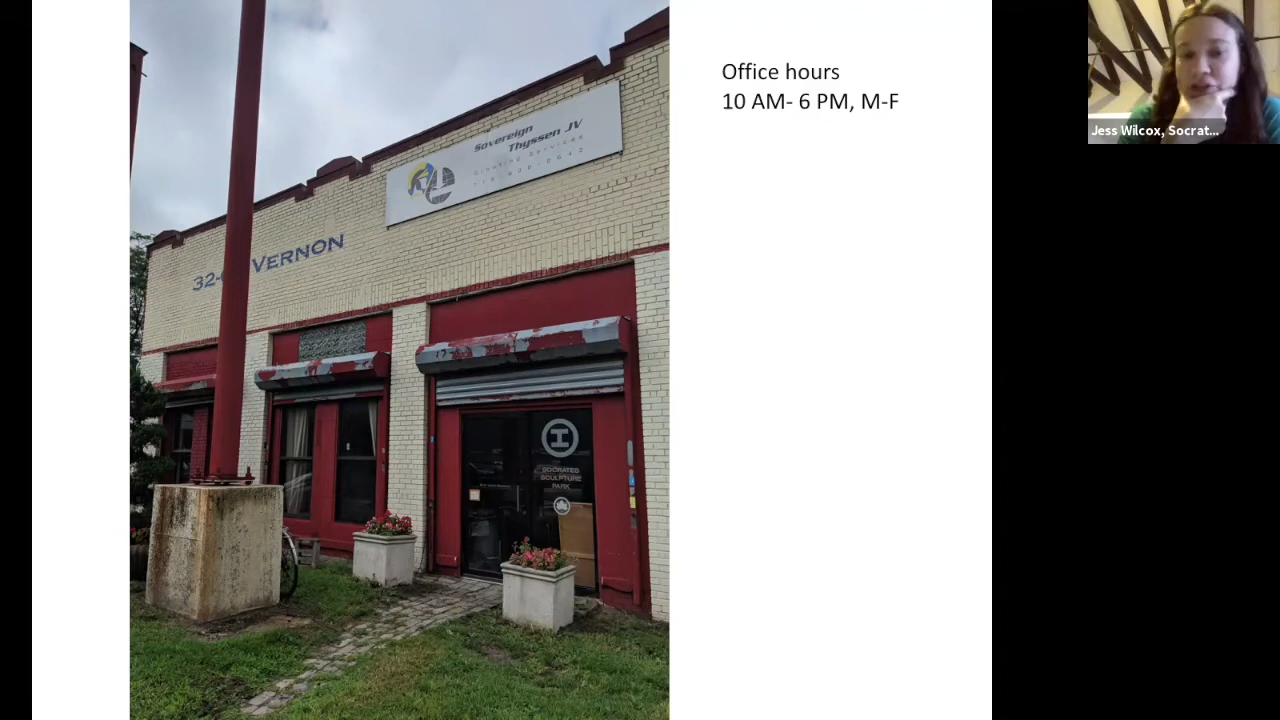 Office hours
10 AM- 6 PM, M-F
Jess Wilcox, Socrat...
Sovereign
Thyssen JV
VERNON
SOCRATES
SCULPTURE
PARK